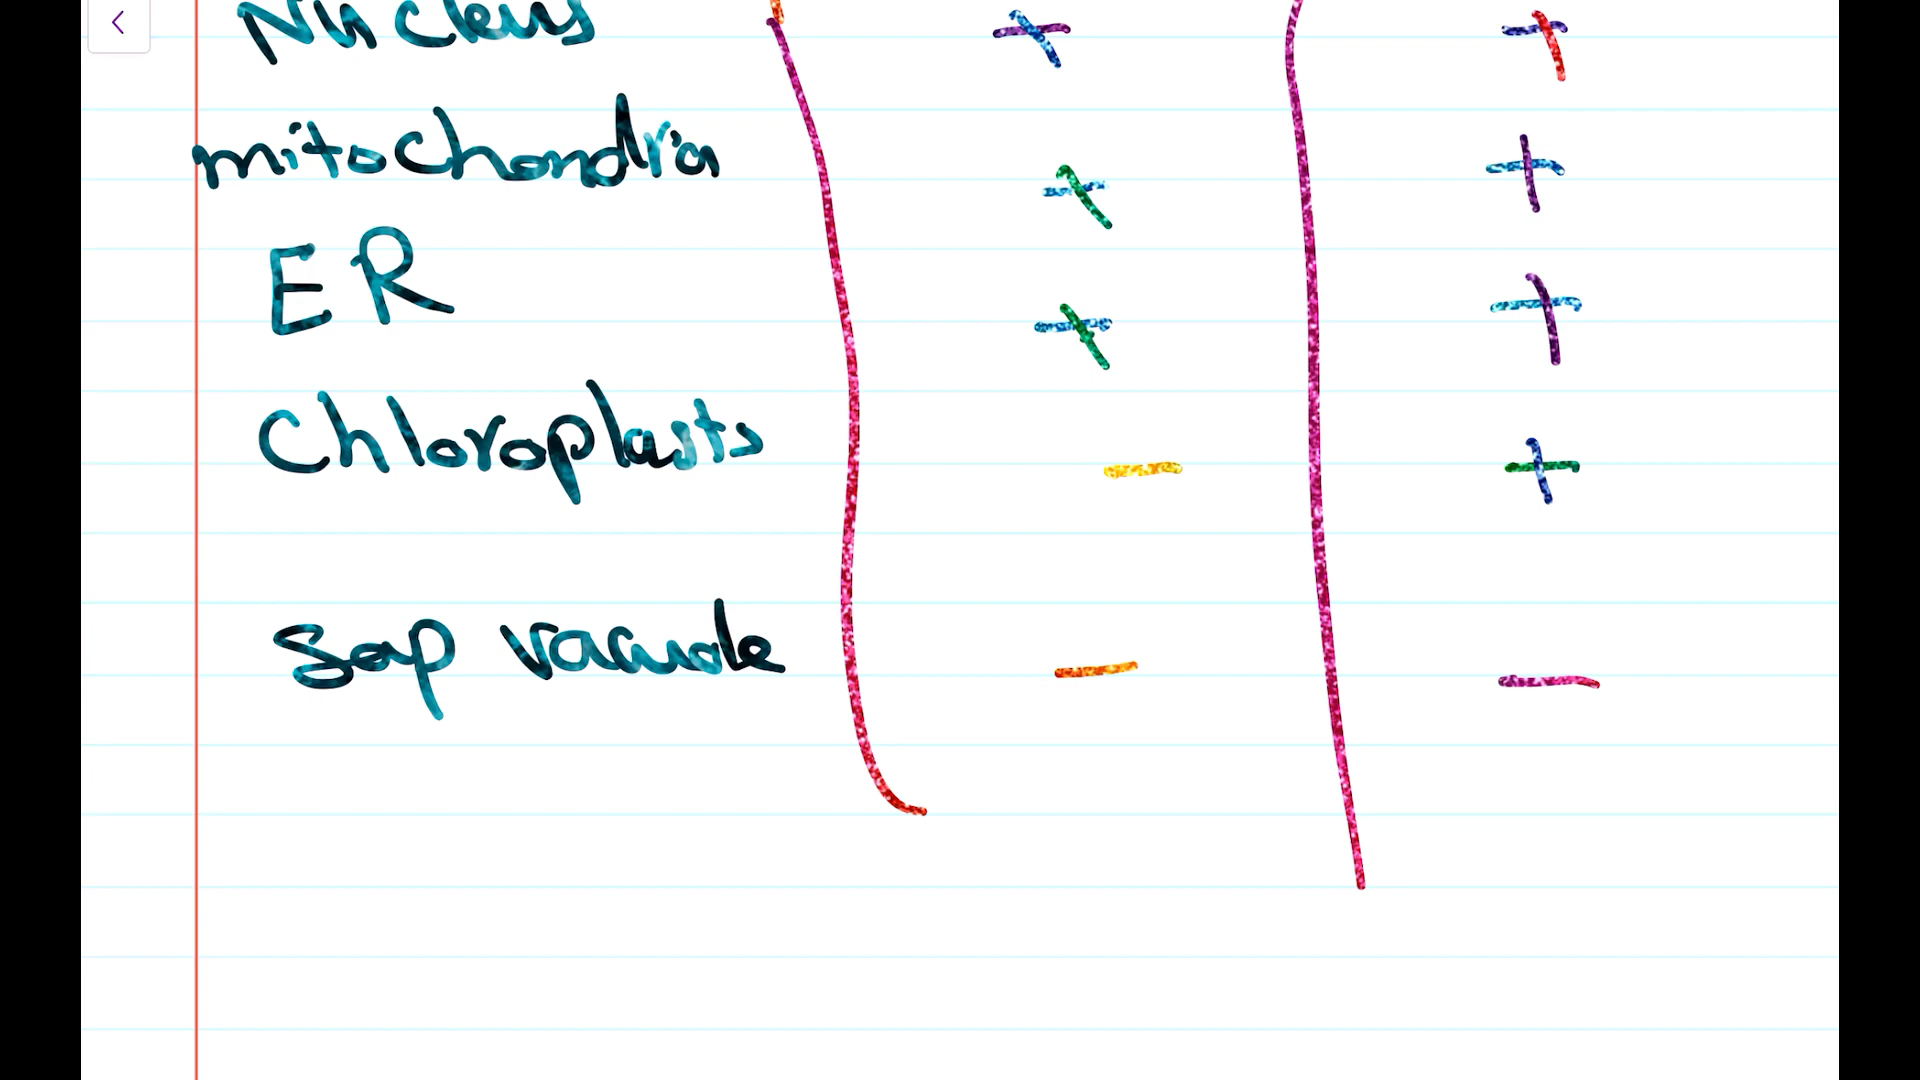 Nucleus + +
mitochondria + +
ER + +
Chloroplasts - +
Sap vacuole - -